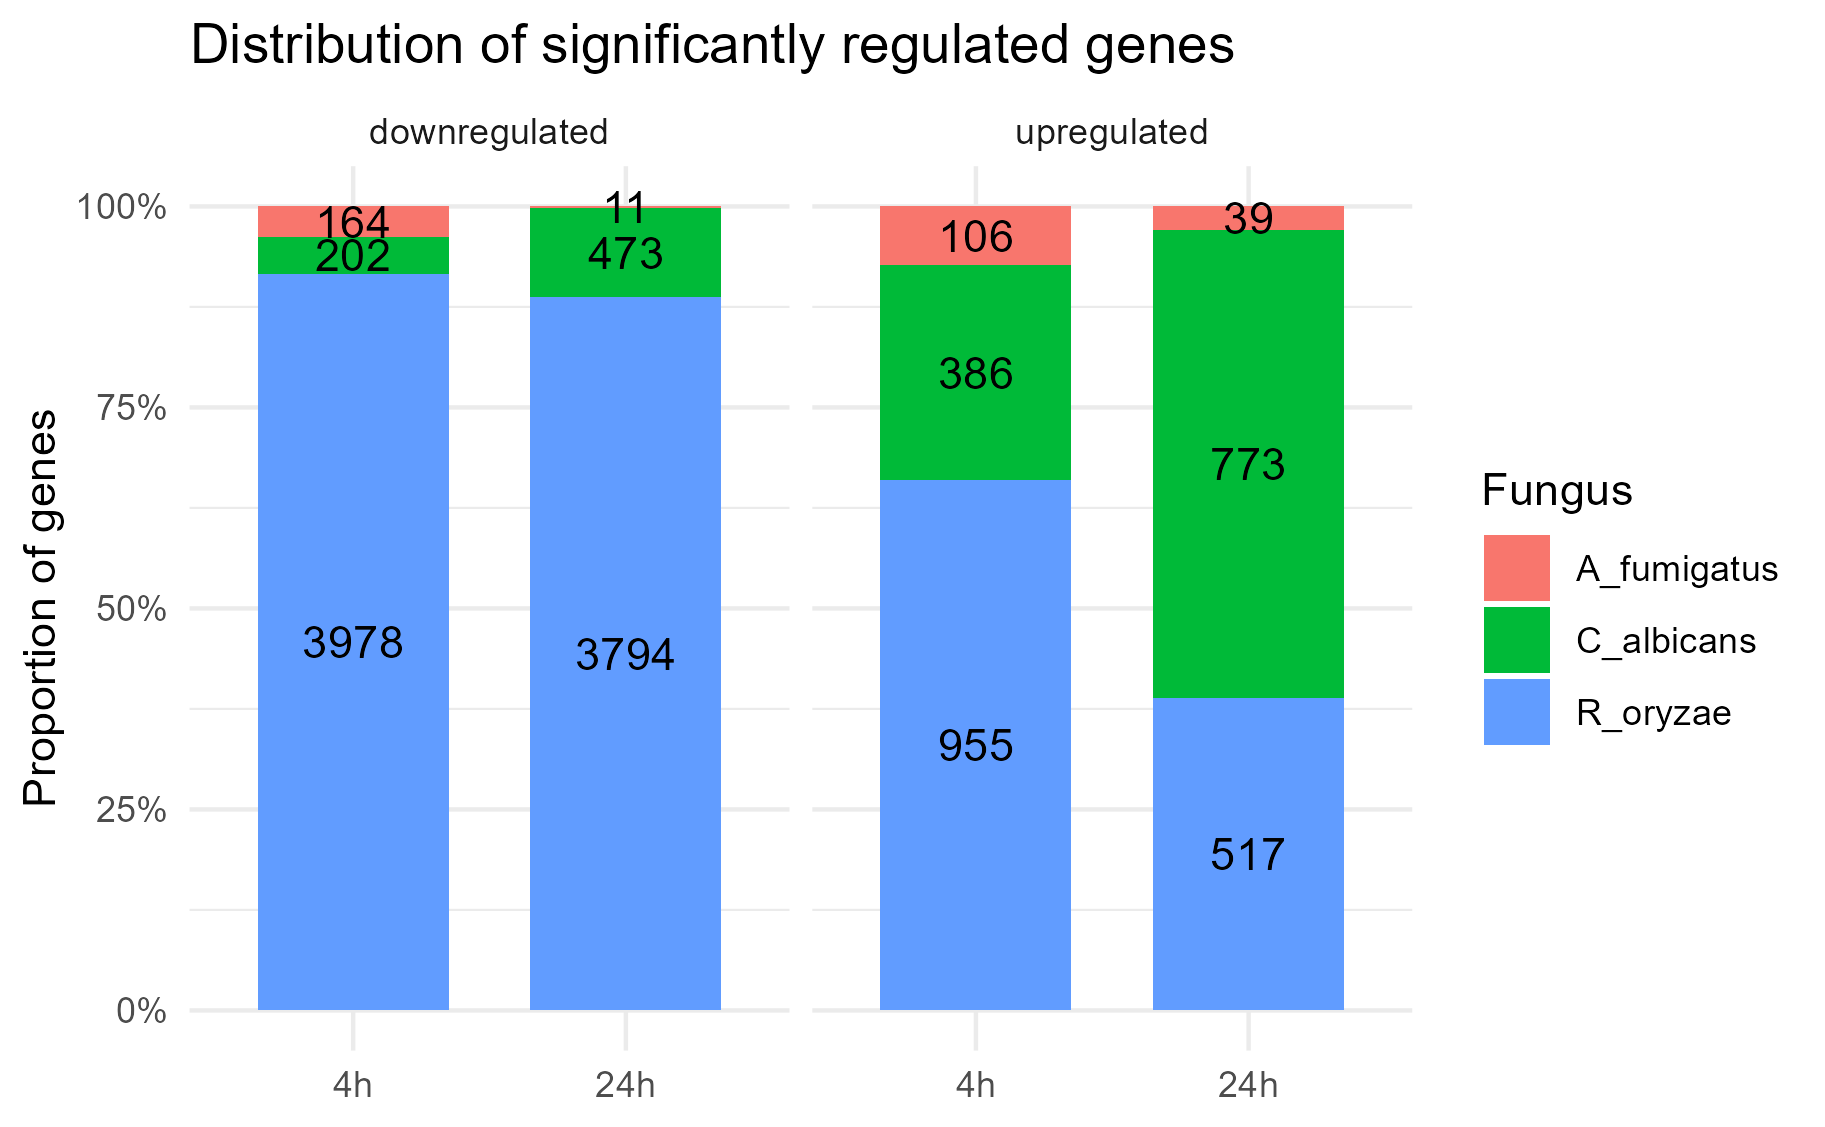 Distribution of significantly regulated genes
downregulated
upregulated
Proportion of genes
100%
75%
50%
25%
0%
164
202
3978
11
473
3794
106
386
955
39
773
517
4h
24h
4h
24h
Fungus
A_fumigatus
C_albicans
R_oryzae